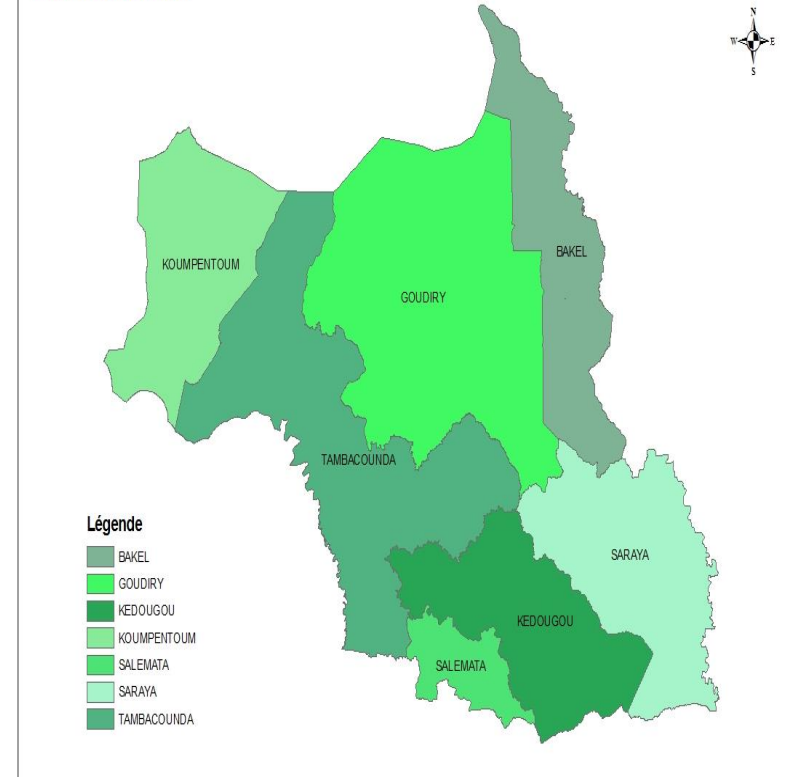 N
W E
S
KOUMPENTOUM
BAKEL
GOUDIRY
TAMBACOUNDA
SARAYA
KEDOUGOU
SALEMATA
Légende
BAKEL
GOUDIRY
KEDOUGOU
KOUMPENTOUM
SALEMATA
SARAYA
TAMBACOUNDA